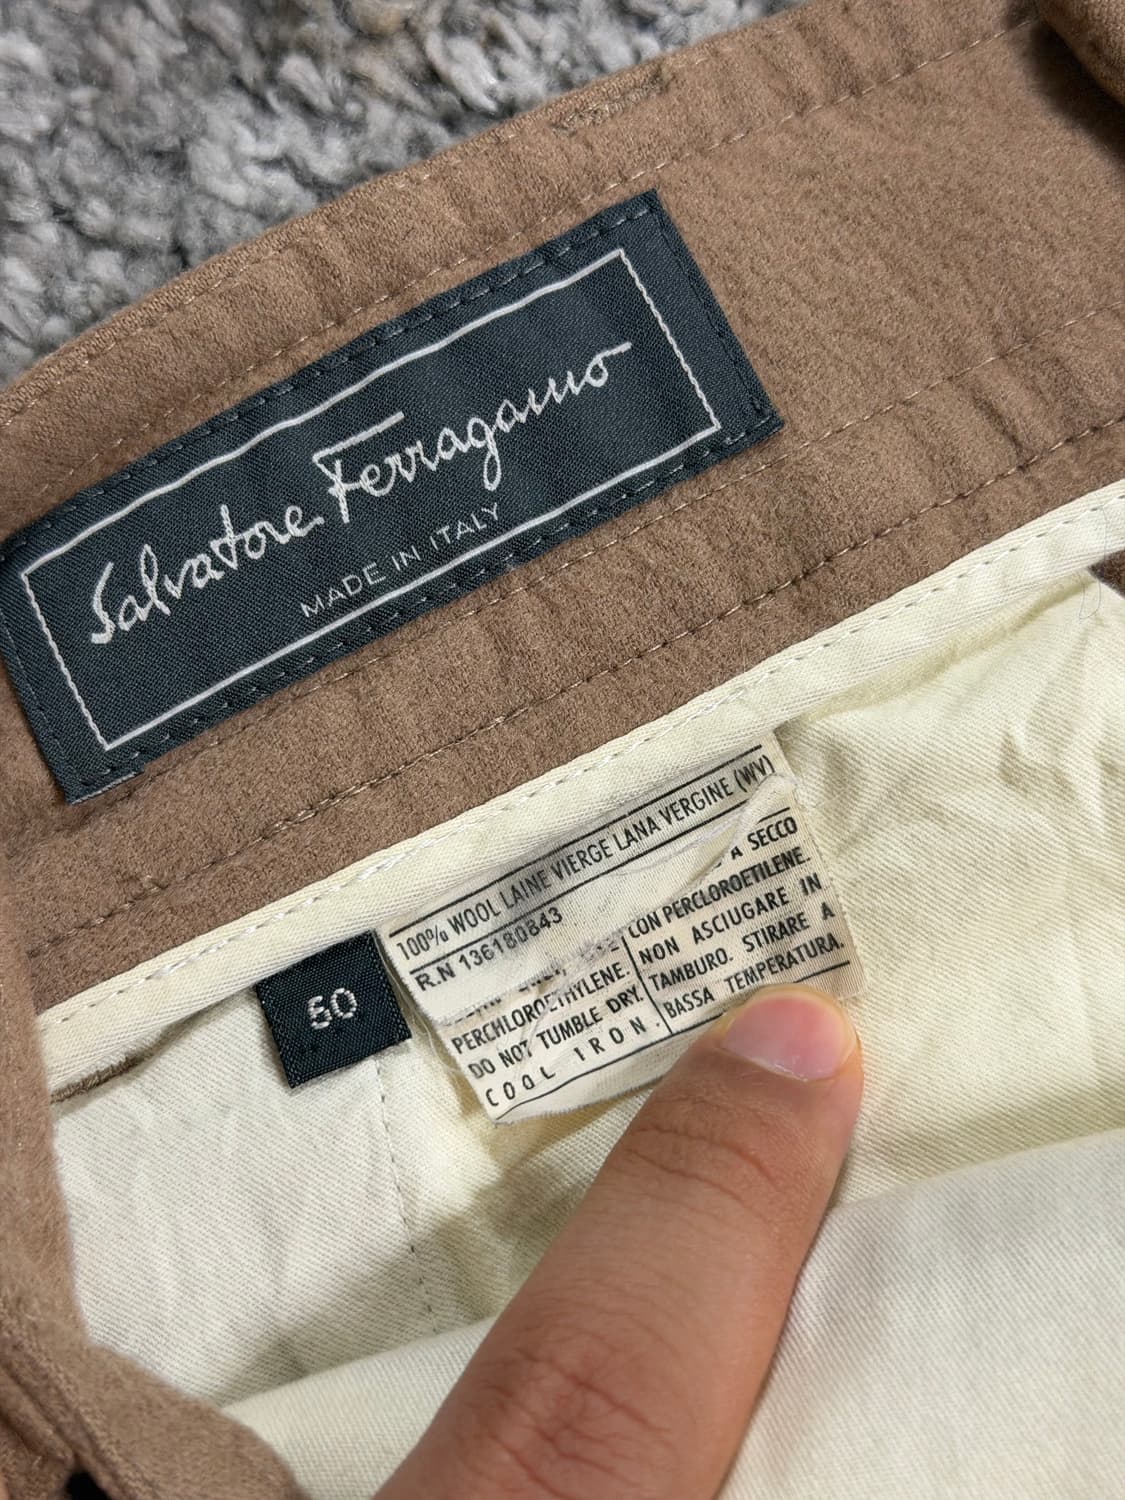 Salvatore Ferragamo
MADE IN ITALY
100% WOOL LAINE VIERGE LANA VERGINE (WV)
R.N 136180843
PERCHLOROETHYLENE.
DO NOT TUMBLE DRY.
COOL IRON.
A SECCO
CON PERCLOROETILENE.
NON ASCIUGARE IN
TAMBURO. STIRARE A
BASSA TEMPERATURA.
50